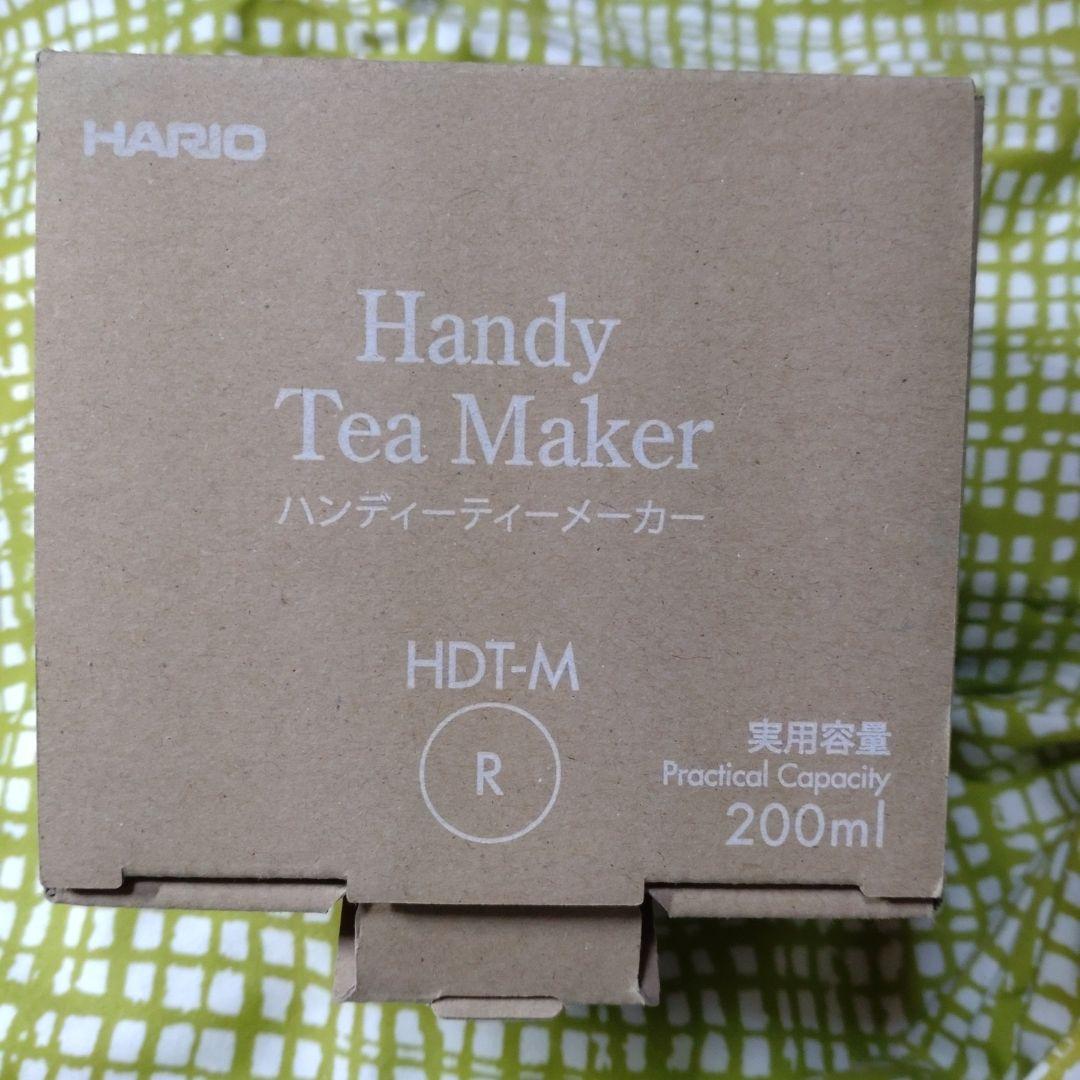 HARIO
Handy
Tea Maker
ハンディーティーメーカー
HDT-M
R
実用容量
Practical Capacity
200ml